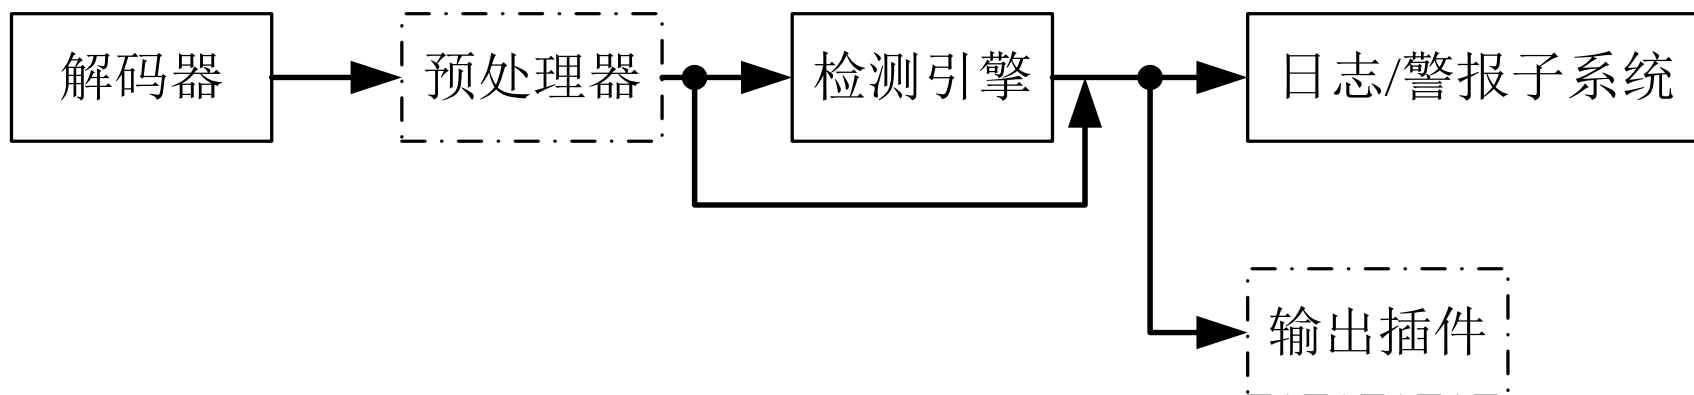 解码器
预处理器
检测引擎
日志/警报子系统
输出插件